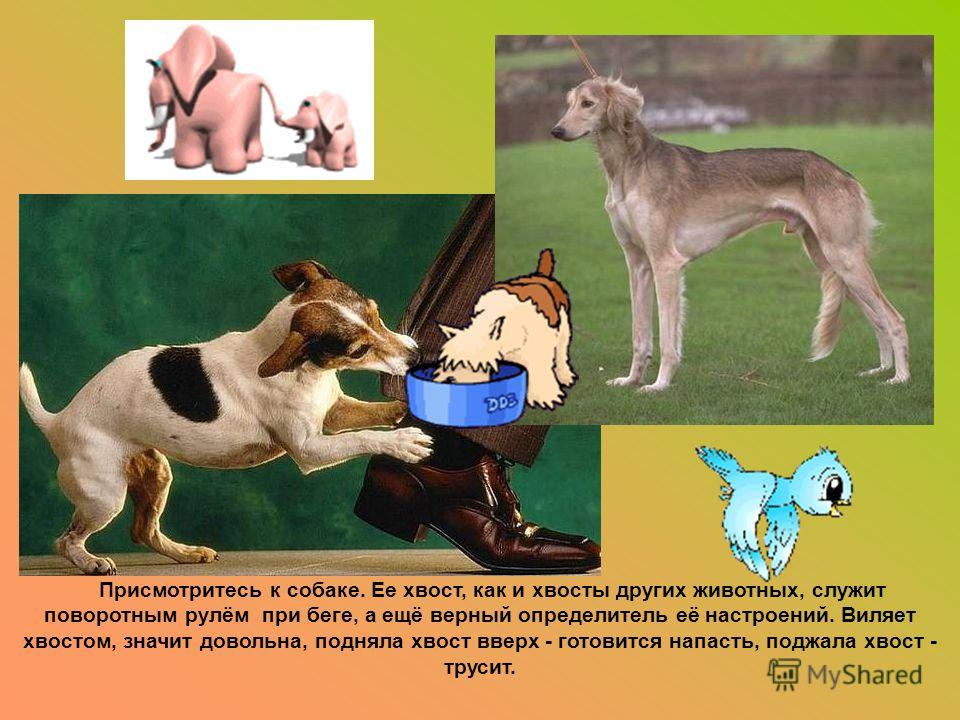 DDE
Присмотритесь к собаке. Ее хвост, как и хвосты других животных, служит
поворотным рулём при беге, а ещё верный определитель её настроений. Виляет
хвостом, значит довольна, подняла хвост вверх - готовится напасть, поджала хвост -
трусит.
MyShared